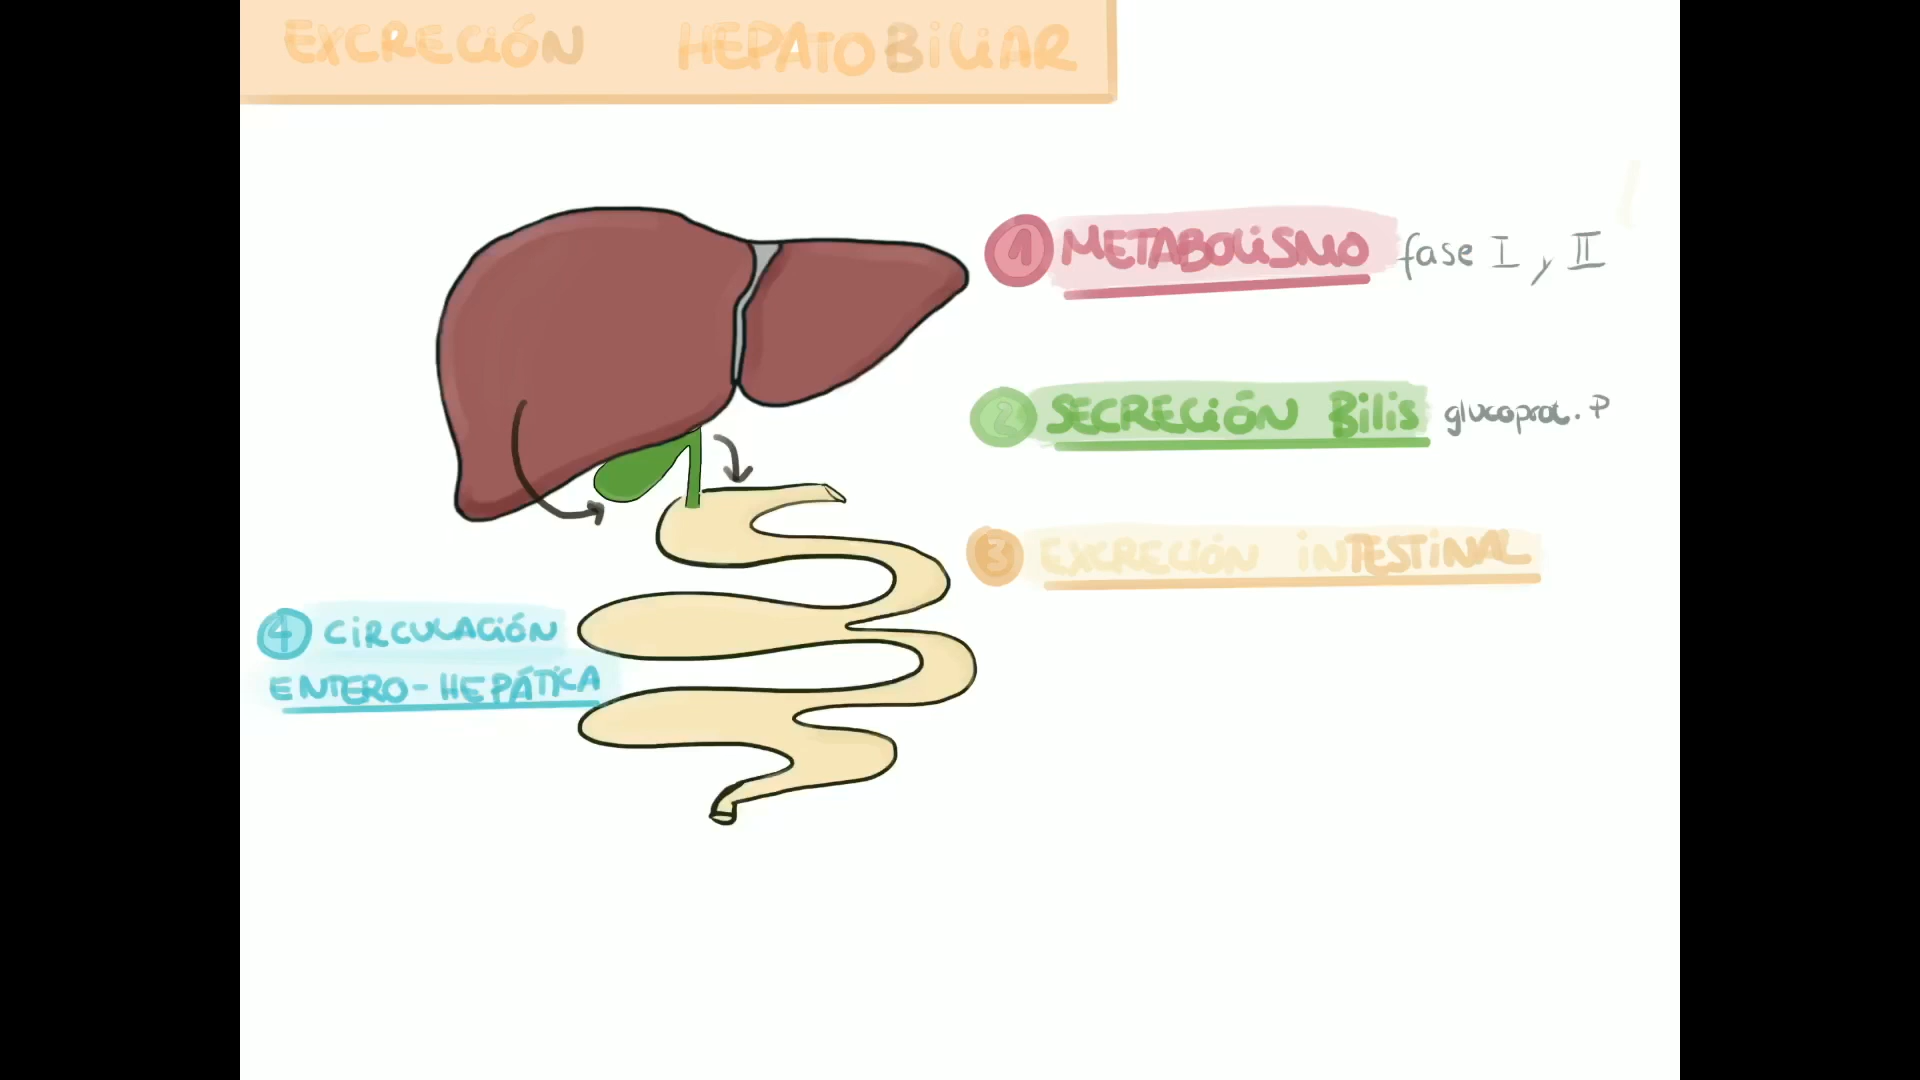 EXCRECIÓN HEPATOBILIAR
1 METABOLISMO fase I y II
2 SECRECIÓN BILIS glucoprot. P
3 EXCRECIÓN INTESTINAL
4 CIRCULACIÓN
ENTERO-HEPÁTICA